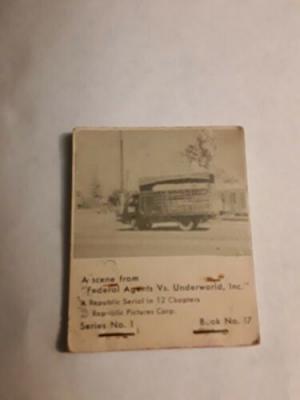 A scene from
"Federal Agents Vs. Underworld, Inc."
A Republic Serial in 12 Chapters
© Republic Pictures Corp.
Series No. 1 Book No. 17